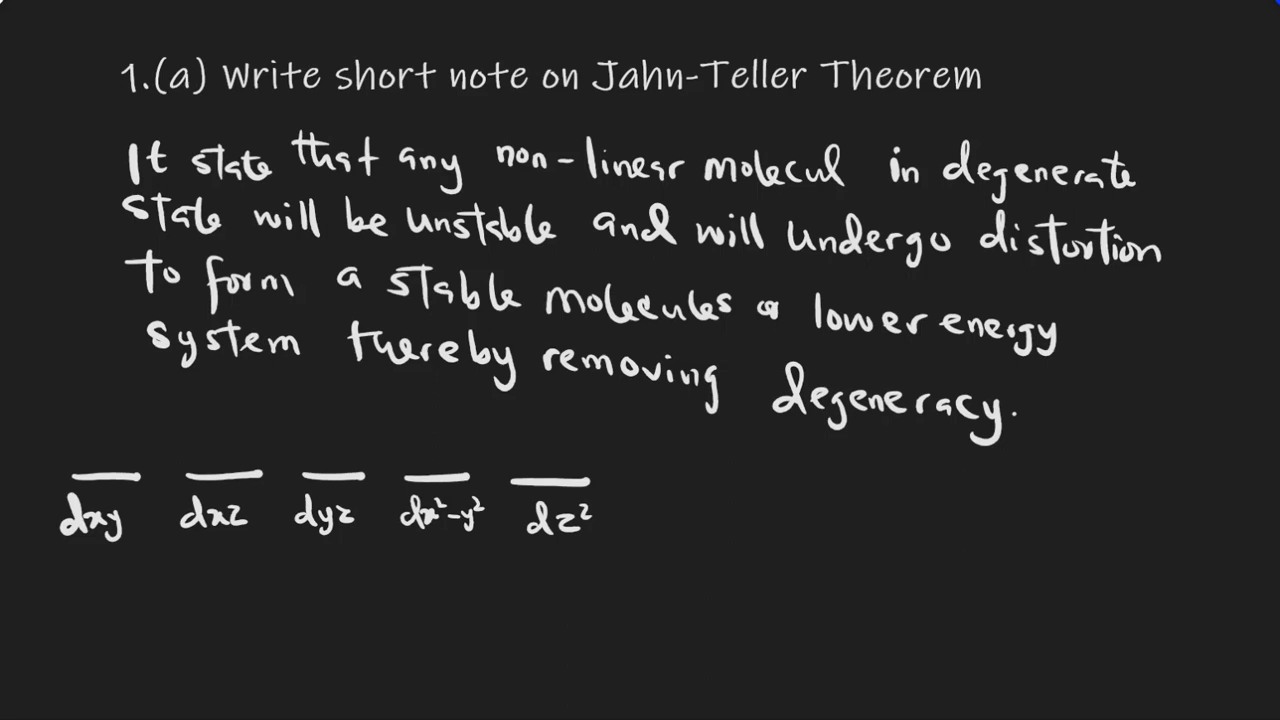 1.(a) Write short note on Jahn-Teller Theorem
It state that any non-linear molecul in degenerate
state will be unstable and will undergo distortion
to form a stable molecules or lower energy
system thereby removing degeneracy.
dxy dxz dyz dx²-y² dz²